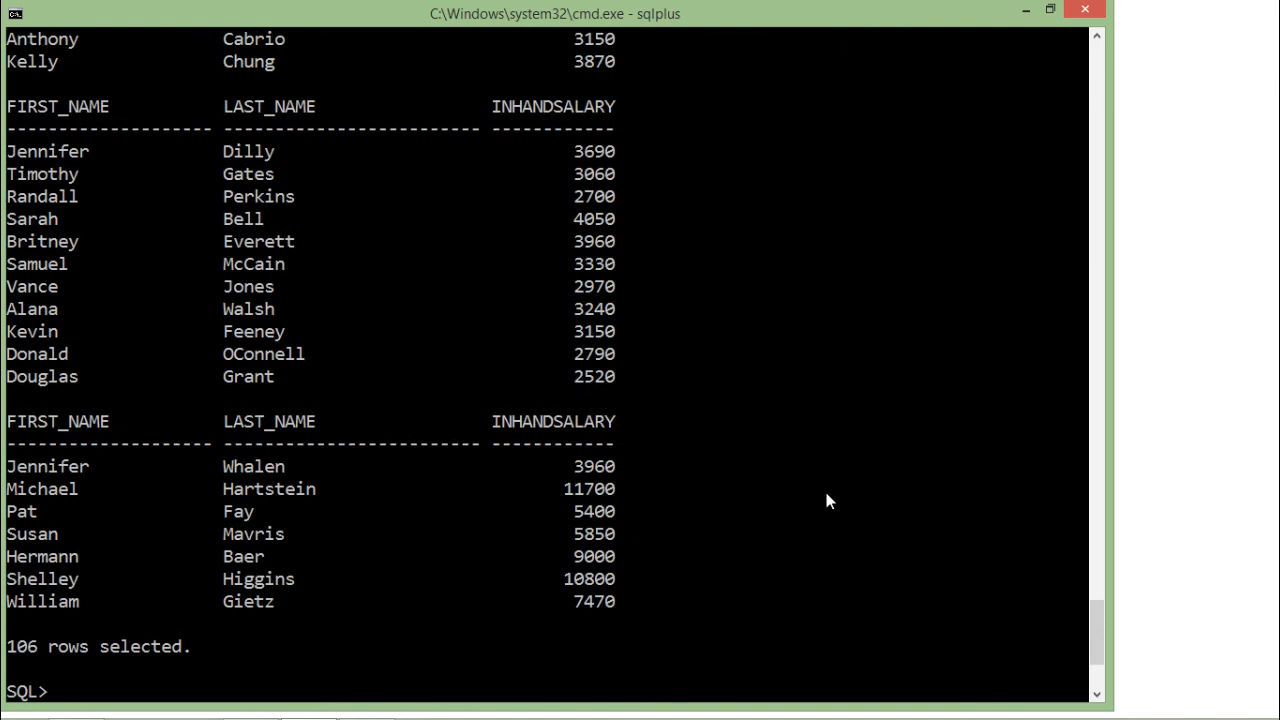 C:\Windows\system32\cmd.exe - sqlplus
Anthony Cabrio 3150
Kelly Chung 3870
FIRST_NAME LAST_NAME INHANDSALARY
-------------------- ------------------------- ------------
Jennifer Dilly 3690
Timothy Gates 3060
Randall Perkins 2700
Sarah Bell 4050
Britney Everett 3960
Samuel McCain 3330
Vance Jones 2970
Alana Walsh 3240
Kevin Feeney 3150
Donald OConnell 2790
Douglas Grant 2520
FIRST_NAME LAST_NAME INHANDSALARY
-------------------- ------------------------- ------------
Jennifer Whalen 3960
Michael Hartstein 11700
Pat Fay 5400
Susan Mavris 5850
Hermann Baer 9000
Shelley Higgins 10800
William Gietz 7470
106 rows selected.
SQL>